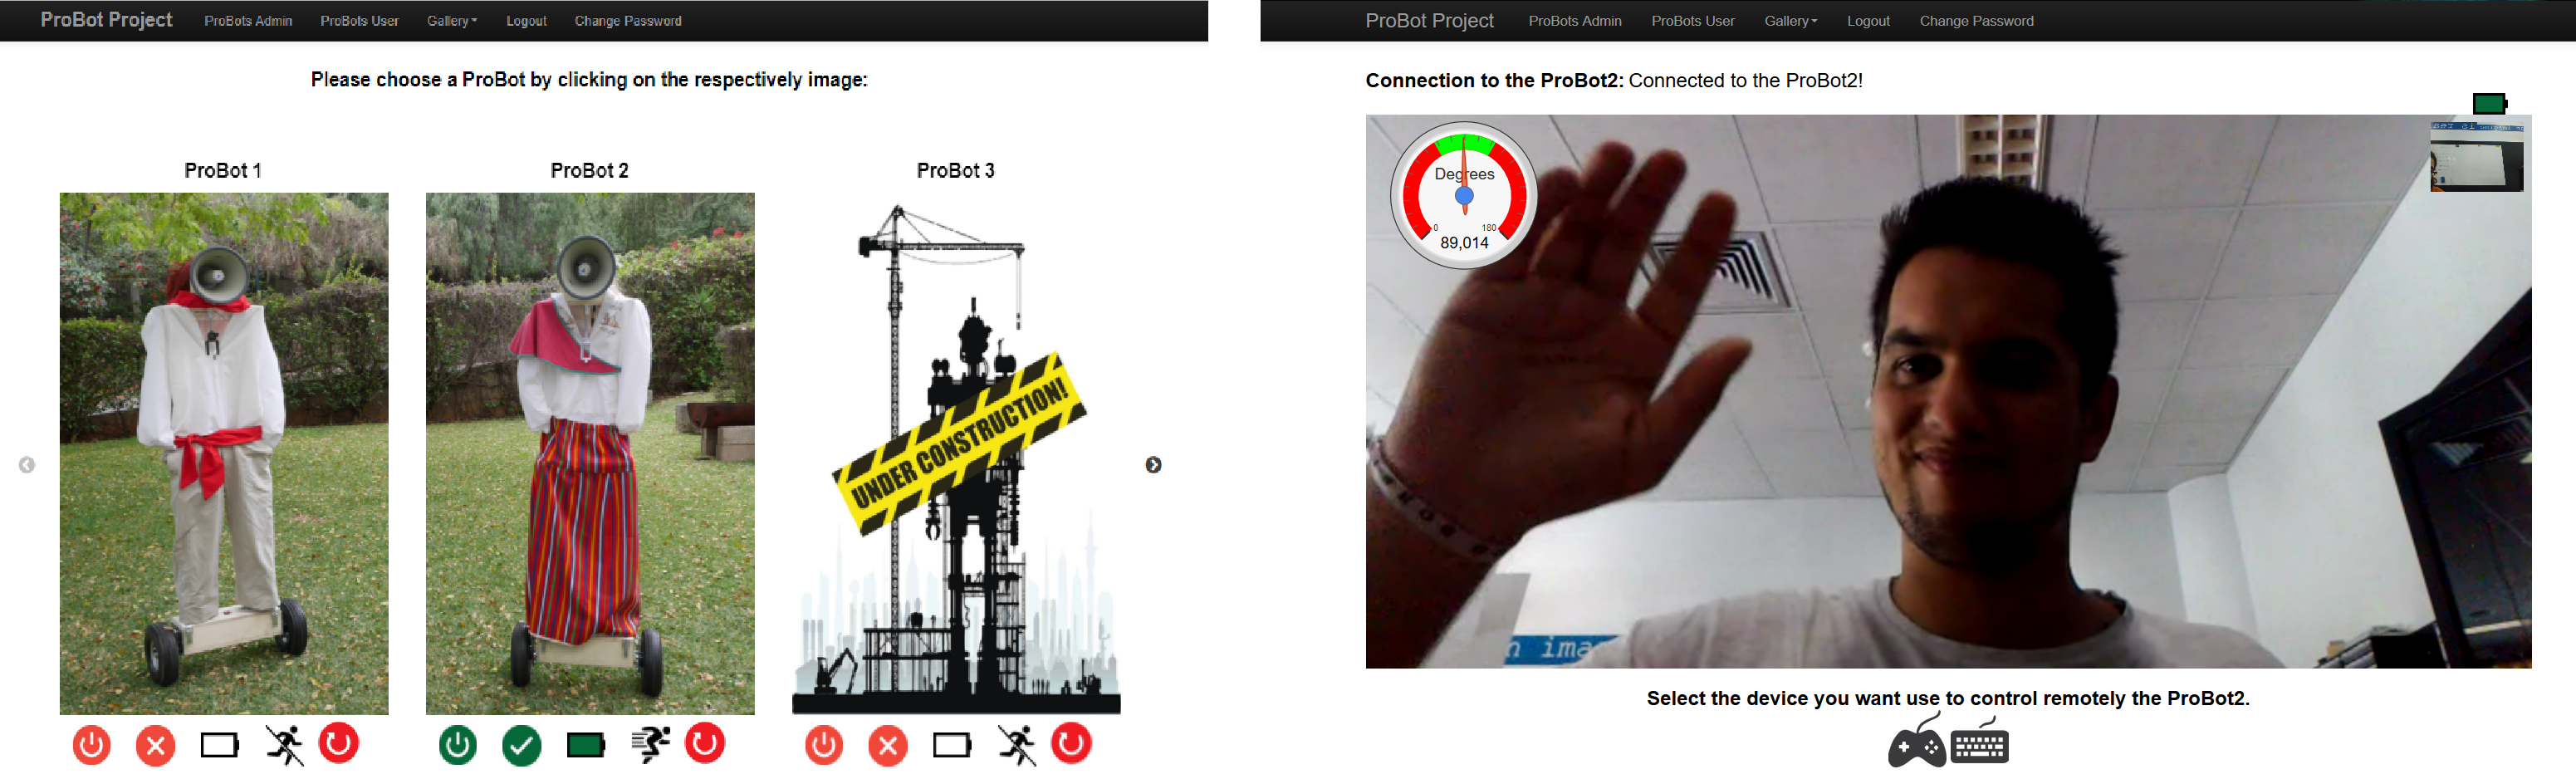 ProBot Project ProBots Admin ProBots User Gallery Logout Change Password
Please choose a ProBot by clicking on the respectively image:
ProBot 1 ProBot 2 ProBot 3
UNDER CONSTRUCTION!
ProBot Project ProBots Admin ProBots User Gallery Logout Change Password
Connection to the ProBot2: Connected to the ProBot2!
Degrees
0 180
89,014
n ima
Select the device you want use to control remotely the ProBot2.